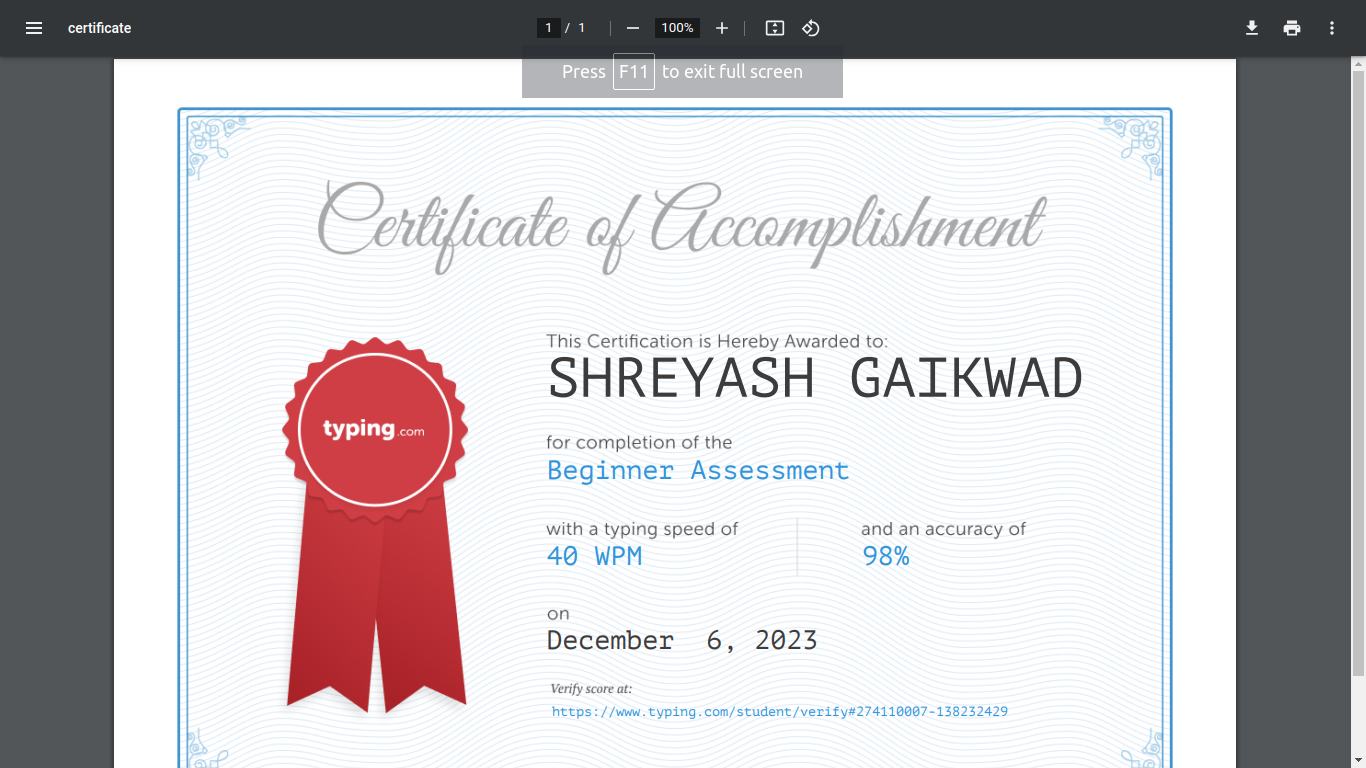 certificate
1 / 1
100%
Press F11 to exit full screen
Certificate of Accomplishment
This Certification is Hereby Awarded to:
SHREYASH GAIKWAD
typing.com
for completion of the
Beginner Assessment
with a typing speed of
40 WPM
and an accuracy of
98%
on
December 6, 2023
Verify score at:
https://www.typing.com/student/verify#274110007-138232429